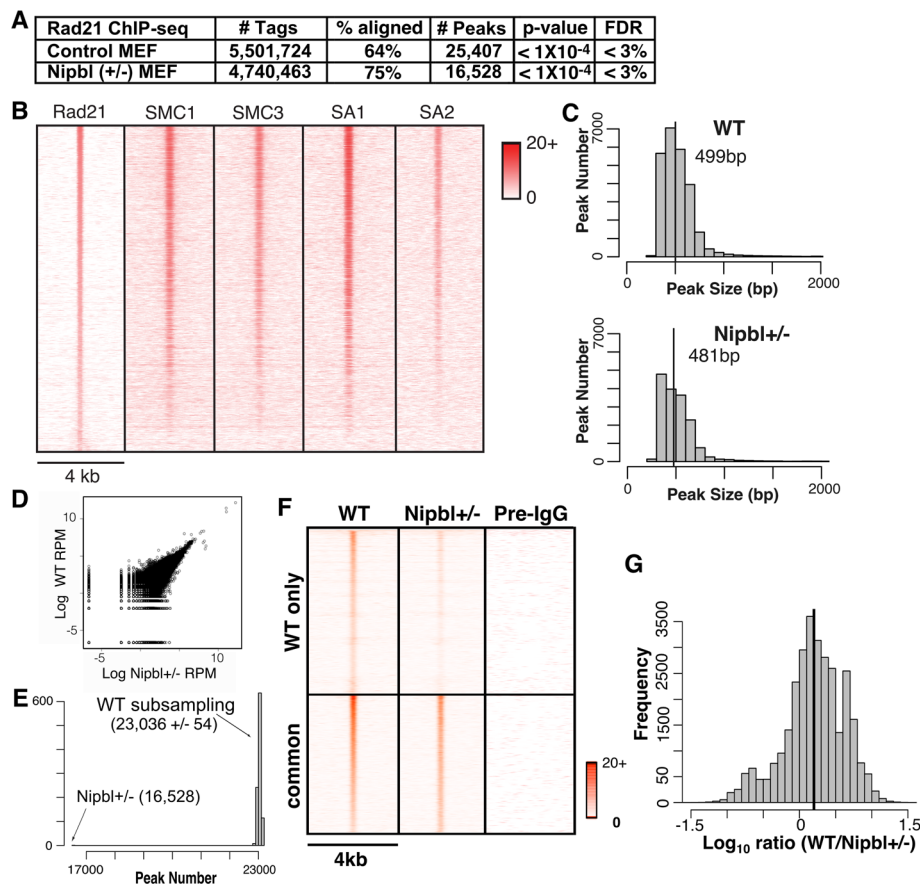 A
Rad21 ChIP-seq # Tags % aligned # Peaks p-value FDR
Control MEF 5,501,724 64% 25,407 < 1X10-4 < 3%
Nipbl (+/-) MEF 4,740,463 75% 16,528 < 1X10-4 < 3%
B
Rad21 SMC1 SMC3 SA1 SA2
20+
0
4 kb
C
WT
499bp
Peak Number
7000
0
0 2000
Peak Size (bp)
Nipbl+/-
481bp
Peak Number
7000
0
0 2000
Peak Size (bp)
D
Log WT RPM
10
-5
-5 10
Log Nipbl+/- RPM
E
600
0
WT subsampling
(23,036 +/- 54)
Nipbl+/- (16,528)
17000 23000
Peak Number
F
WT Nipbl+/- Pre-IgG
WT only
common
20+
0
4kb
G
Frequency
3500
2500
1500
50
0
-1.5 0 1.5
Log10 ratio (WT/Nipbl+/-)